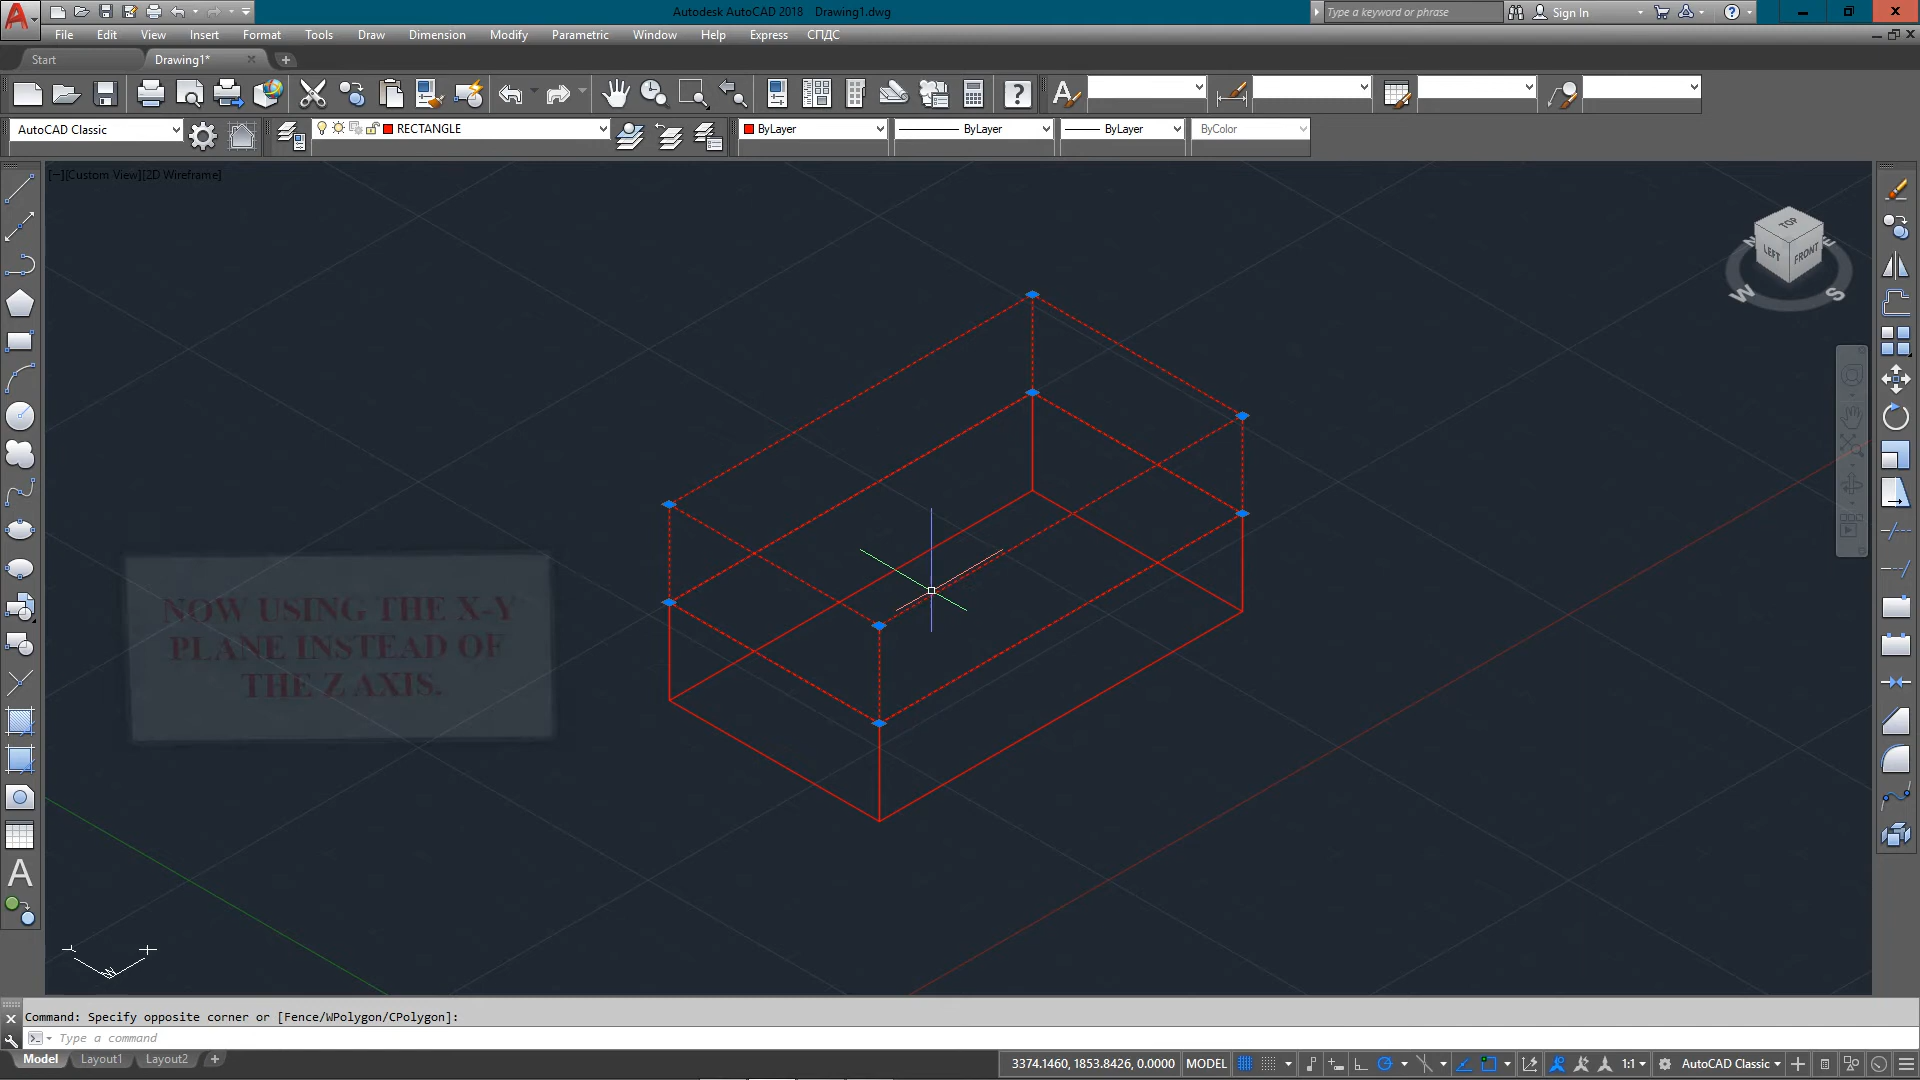 Autodesk AutoCAD 2018 Drawing1.dwg
Type a keyword or phrase
Sign In
File Edit View Insert Format Tools Draw Dimension Modify Parametric Window Help Express СПДС
Start
Drawing1*
AutoCAD Classic
RECTANGLE
ByLayer
ByLayer
ByLayer
ByColor
[−][Custom View][2D Wireframe]
TOP
LEFT
FRONT
N
E
W
S
NOW USING THE X-Y
PLANE INSTEAD OF
THE Z AXIS.
Command: Specify opposite corner or [Fence/WPolygon/CPolygon]:
Type a command
Model Layout1 Layout2
3374.1460, 1853.8426, 0.0000 MODEL
1:1
AutoCAD Classic